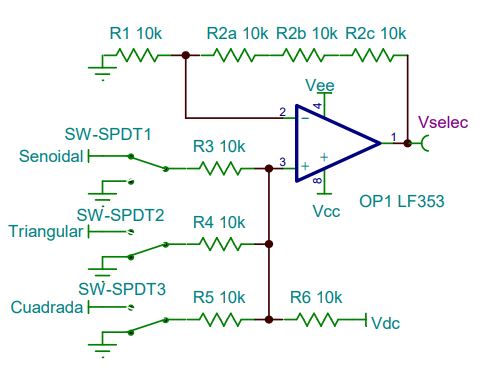 R1 10k R2a 10k R2b 10k R2c 10k
Vee
4
2
Vselec
1
SW-SPDT1
R3 10k
Senoidal
3
8
OP1 LF353
Vcc
SW-SPDT2
R4 10k
Triangular
SW-SPDT3
R5 10k R6 10k
Cuadrada
Vdc